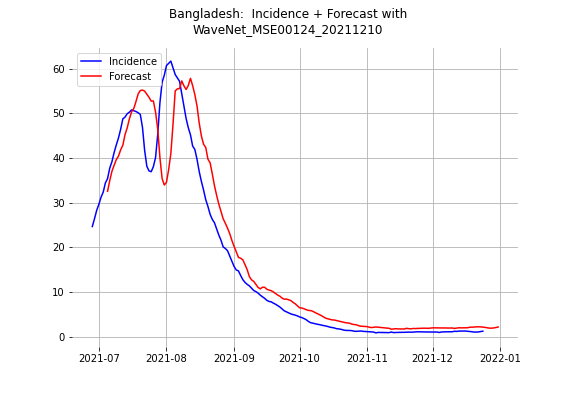 Bangladesh:  Incidence + Forecast with
WaveNet_MSE00124_20211210
Incidence
Forecast
60
50
40
30
20
10
0
2021-07 2021-08 2021-09 2021-10 2021-11 2021-12 2022-01